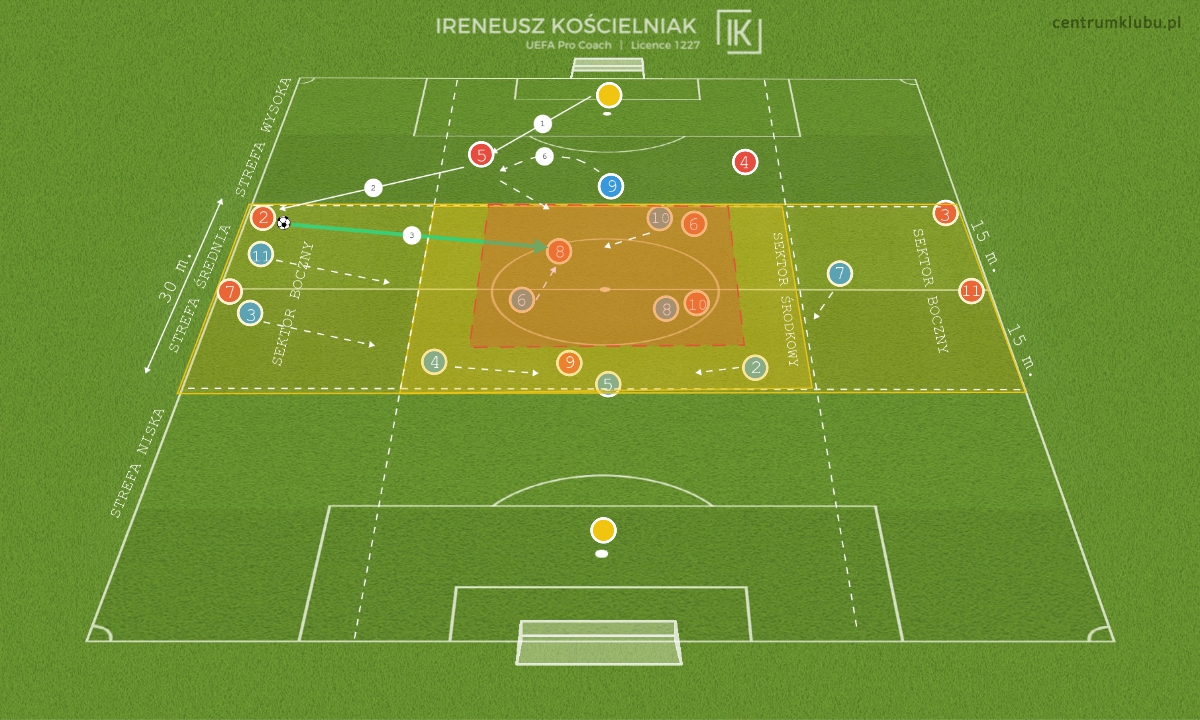 IRENEUSZ KOŚCIELNIAK
UEFA Pro Coach | Licence 1227
IK
centrumklubu.pl
STREFA WYSOKA
STREFA ŚREDNIA
STREFA NISKA
30 m.
15 m.
15 m.
SEKTOR BOCZNY
SEKTOR ŚRODKOWY
SEKTOR BOCZNY
1
5
6
4
2
9
2
10
6
3
3
8
11
7
7
6
8
10
11
3
4
9
5
2